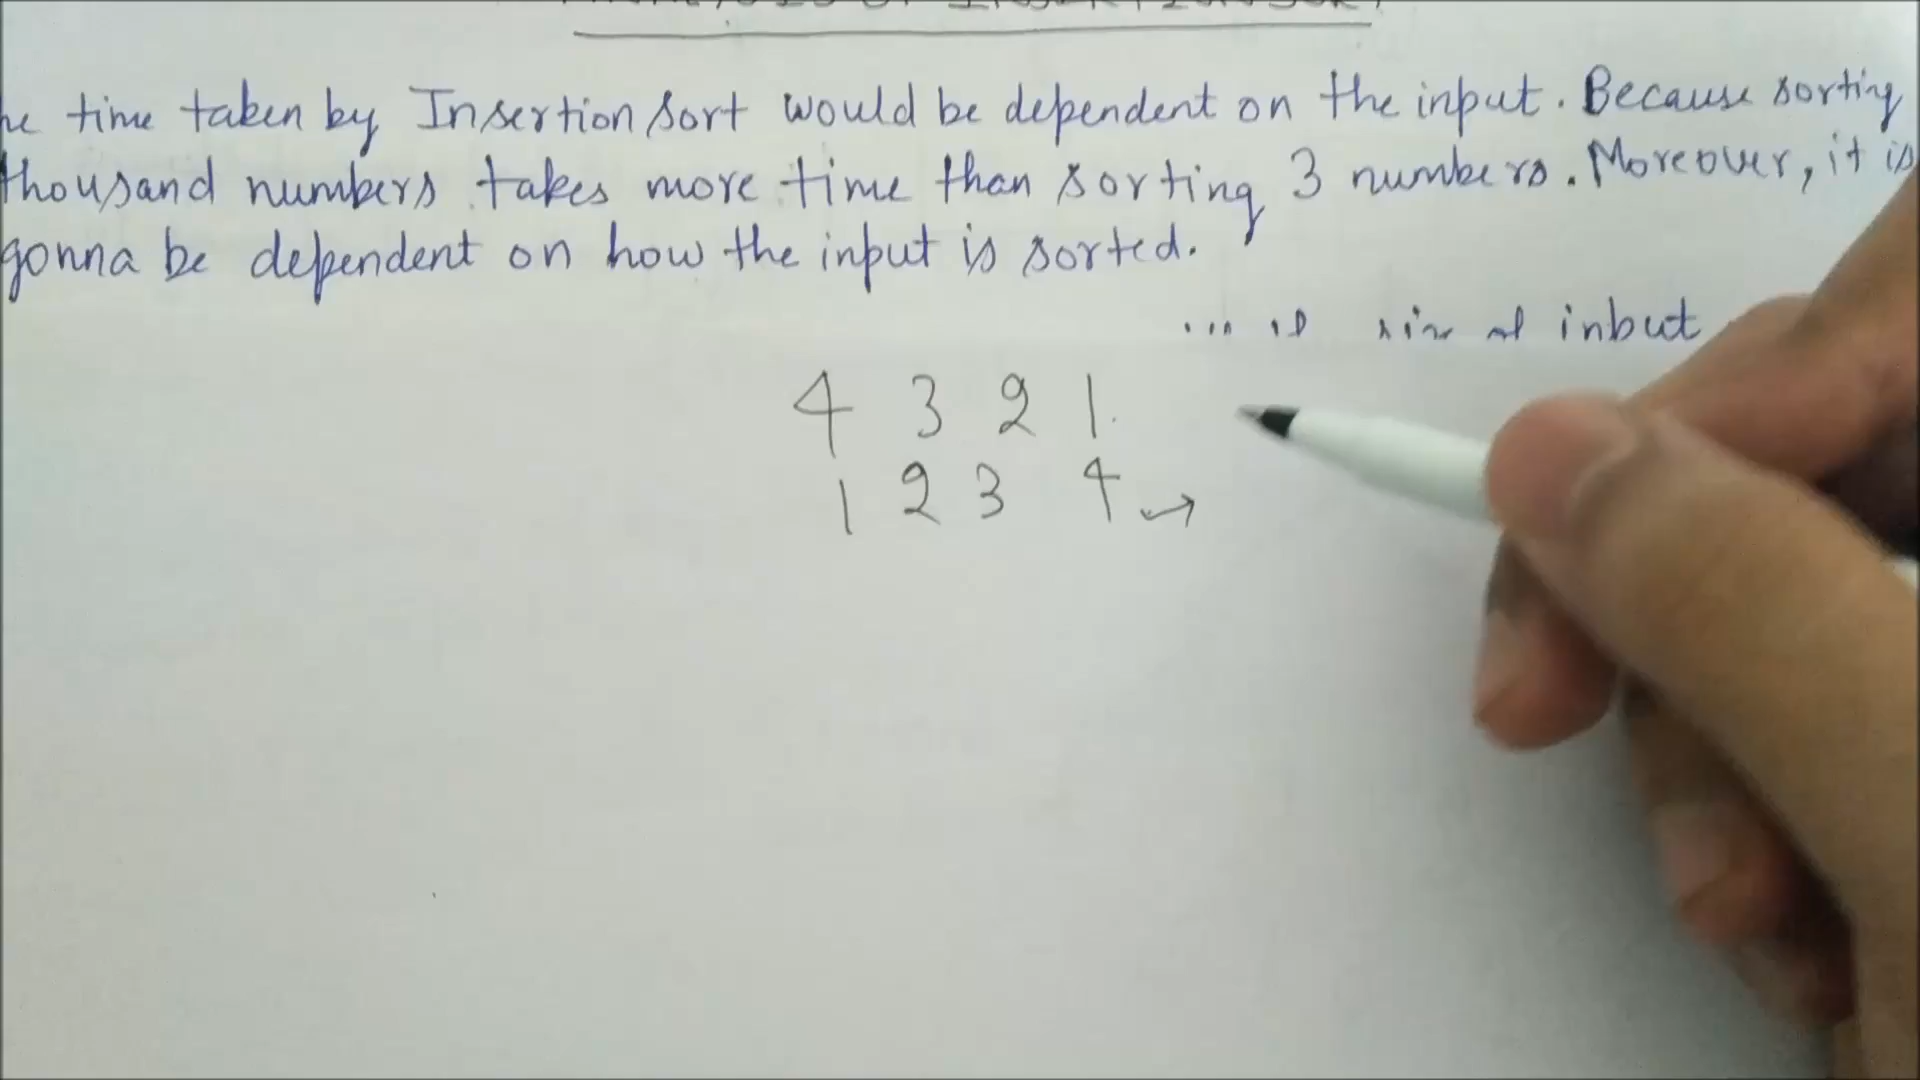 time taken by Insertion Sort would be dependent on the input. Because sorting
thousand numbers takes more time than sorting 3 numbers. Moreover, it is
gonna be dependent on how the input is sorted.
input
4 3 2 1
1 2 3 4 →